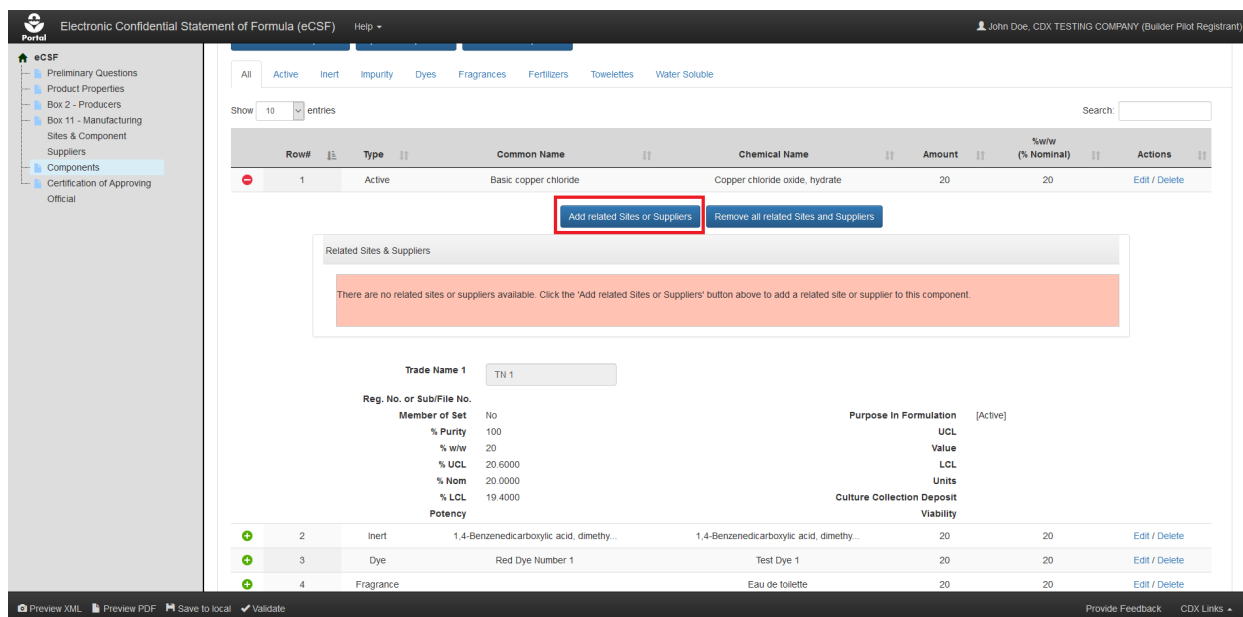 Portal
Electronic Confidential Statement of Formula (eCSF) Help
John Doe, CDX TESTING COMPANY (Builder Pilot Registrant)
eCSF
Preliminary Questions
Product Properties
Box 2 - Producers
Box 11 - Manufacturing
Sites & Component
Suppliers
Components
Certification of Approving
Official
All Active Inert Impurity Dyes Fragrances Fertilizers Towelettes Water Soluble
Show 10 entries Search:
Row# Type Common Name Chemical Name Amount %w/w (% Nominal) Actions
1 Active Basic copper chloride Copper chloride oxide, hydrate 20 20 Edit / Delete
Add related Sites or Suppliers Remove all related Sites and Suppliers
Related Sites & Suppliers
There are no related sites or suppliers available. Click the 'Add related Sites or Suppliers' button above to add a related site or supplier to this component.
Trade Name 1 TN 1
Reg. No. or Sub/File No.
Member of Set No Purpose In Formulation [Active]
% Purity 100 UCL
% w/w 20 Value
% UCL 20.6000 LCL
% Nom 20.0000 Units
% LCL 19.4000 Culture Collection Deposit
Potency Viability
2 Inert 1,4-Benzenedicarboxylic acid, dimethy... 1,4-Benzenedicarboxylic acid, dimethy... 20 20 Edit / Delete
3 Dye Red Dye Number 1 Test Dye 1 20 20 Edit / Delete
4 Fragrance Eau de toilette 20 20 Edit / Delete
Preview XML Preview PDF Save to local Validate Provide Feedback CDX Links